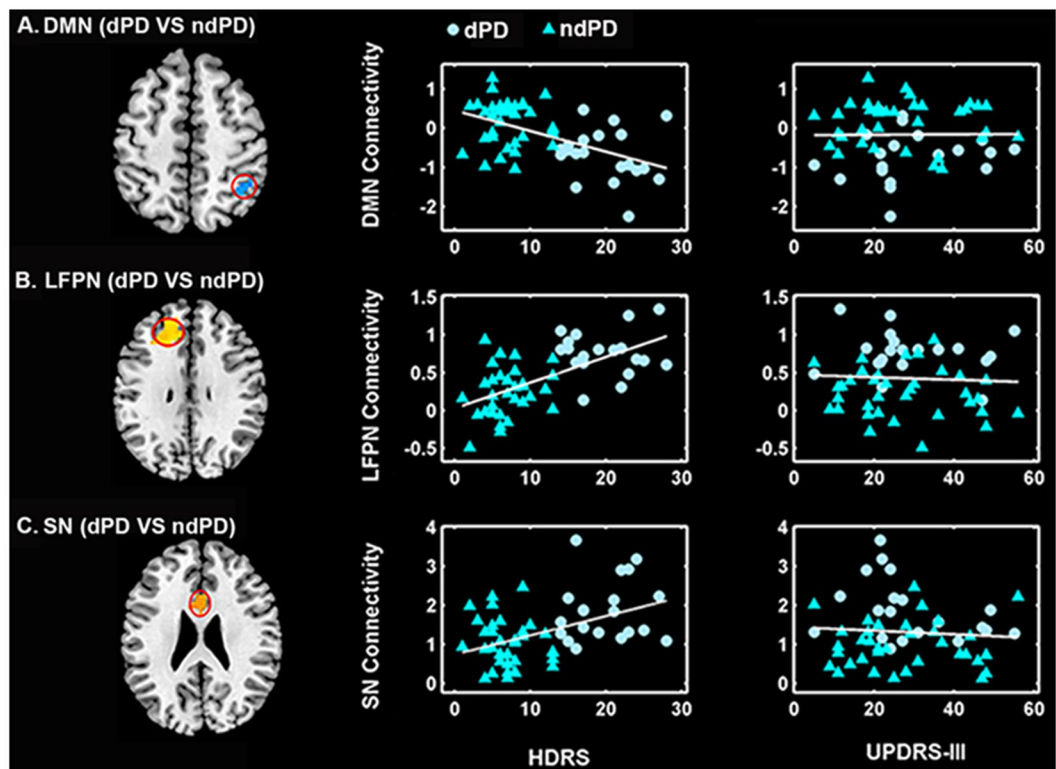 A. DMN (dPD VS ndPD)
dPD ndPD
DMN Connectivity
1
0
-1
-2
0 10 20 30
1
0
-1
-2
0 20 40 60
B. LFPN (dPD VS ndPD)
LFPN Connectivity
1.5
1
0.5
0
-0.5
0 10 20 30
1.5
1
0.5
0
-0.5
0 20 40 60
C. SN (dPD VS ndPD)
SN Connectivity
4
3
2
1
0
0 10 20 30
4
3
2
1
0
0 20 40 60
HDRS
UPDRS-III